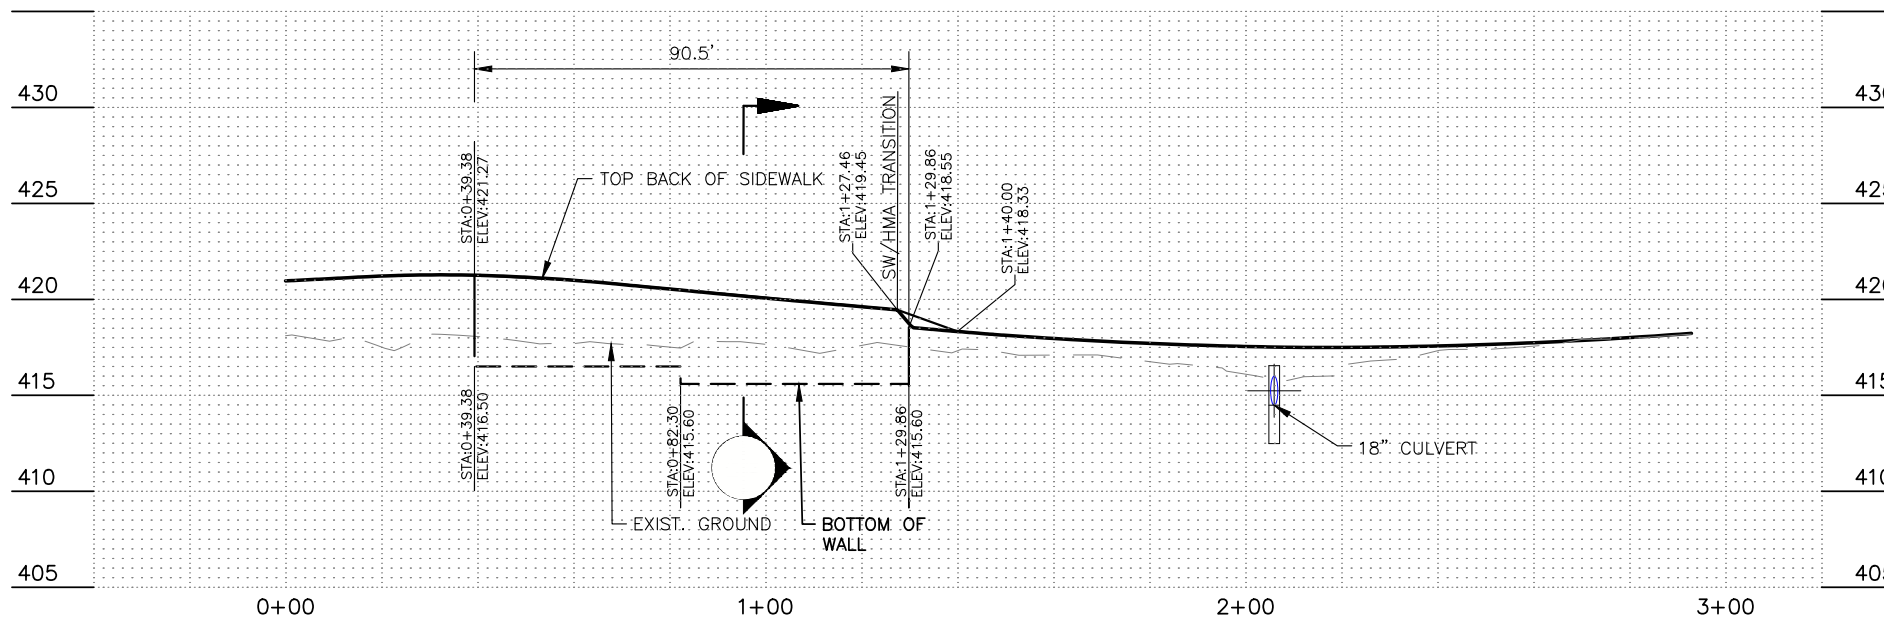 90.5'
430
430
SW/HMA TRANSITION
STA:0+39.38
ELEV:421.27
TOP BACK OF SIDEWALK
STA:1+27.46
ELEV:419.45
STA:1+29.86
ELEV:418.55
STA:1+40.00
ELEV:418.33
425
425
420
420
415
415
STA:0+39.38
ELEV:416.50
STA:0+82.30
ELEV:415.60
STA:1+29.86
ELEV:415.60
18" CULVERT
410
410
EXIST. GROUND
BOTTOM OF
WALL
405
405
0+00
1+00
2+00
3+00